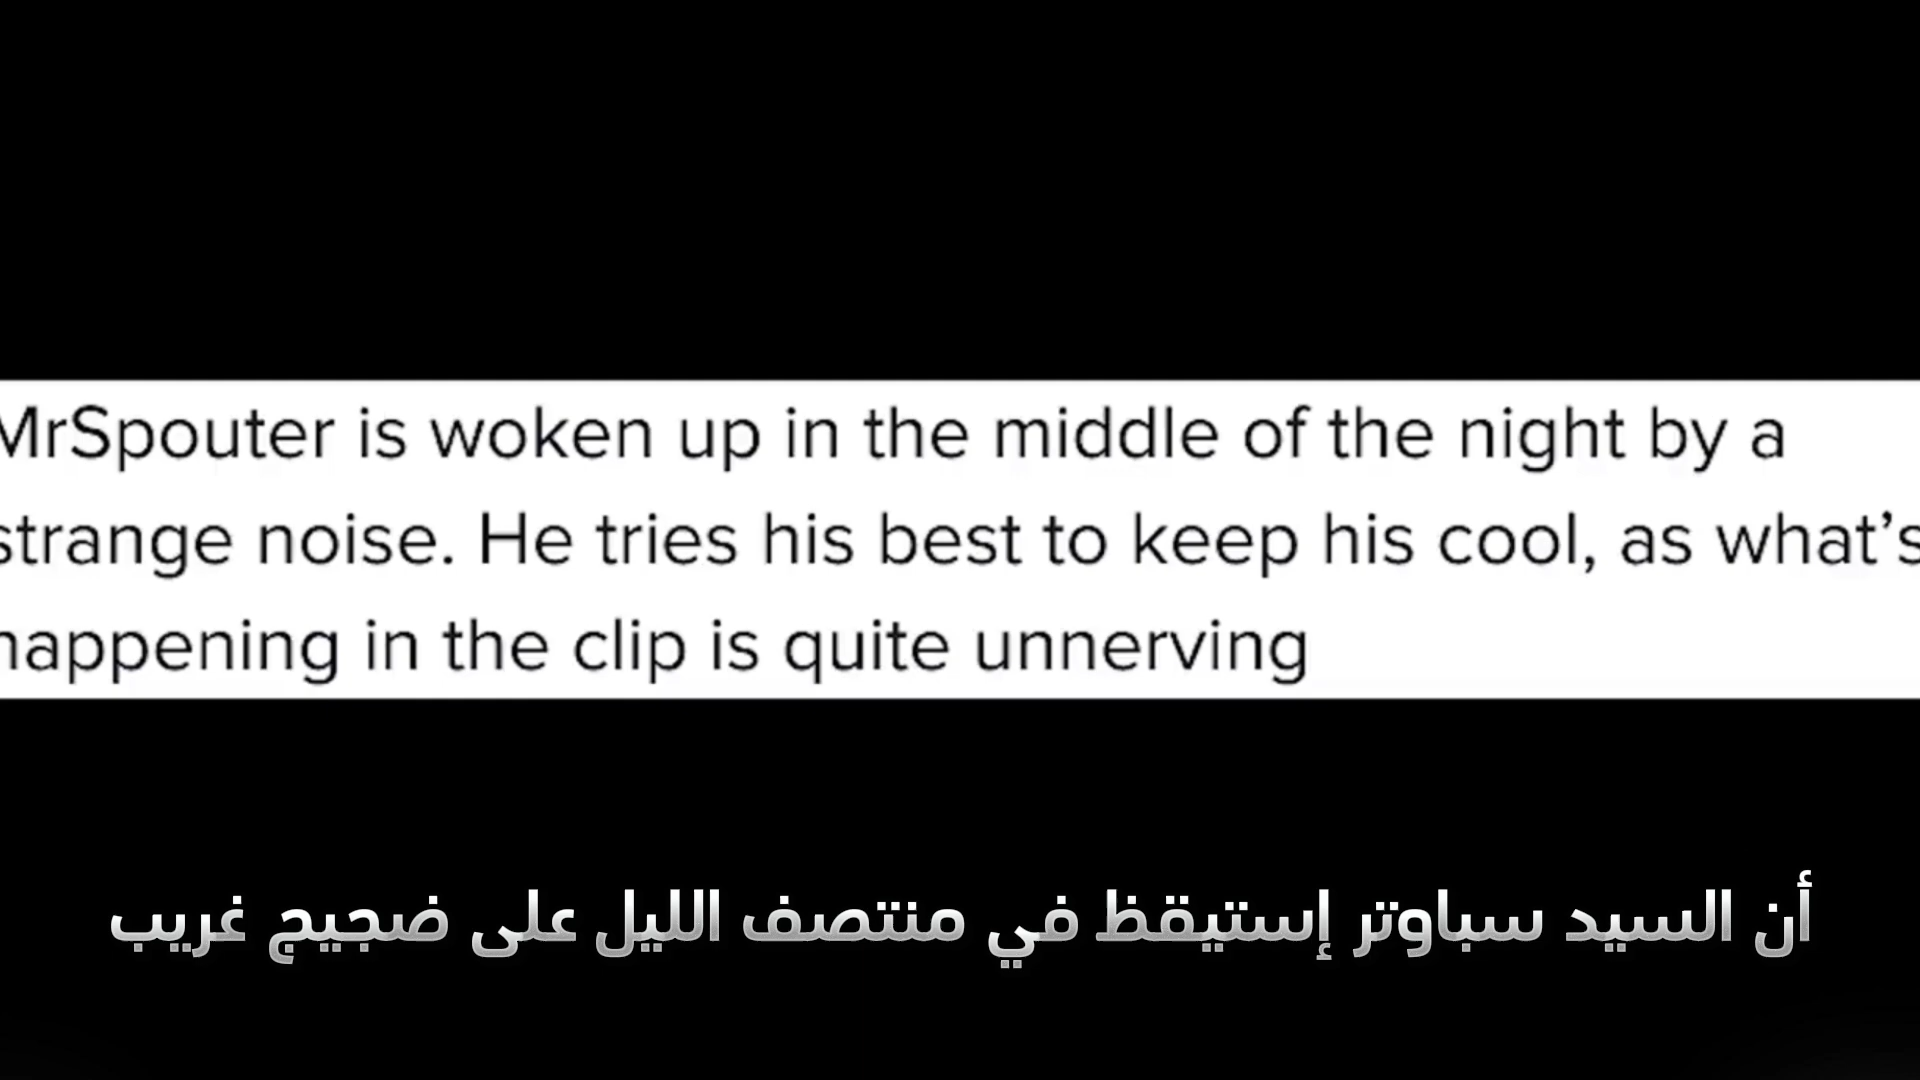 MrSpouter is woken up in the middle of the night by a
strange noise. He tries his best to keep his cool, as what’s
happening in the clip is quite unnerving
أن السيد سباوتر إستيقظ في منتصف الليل على ضجيج غريب